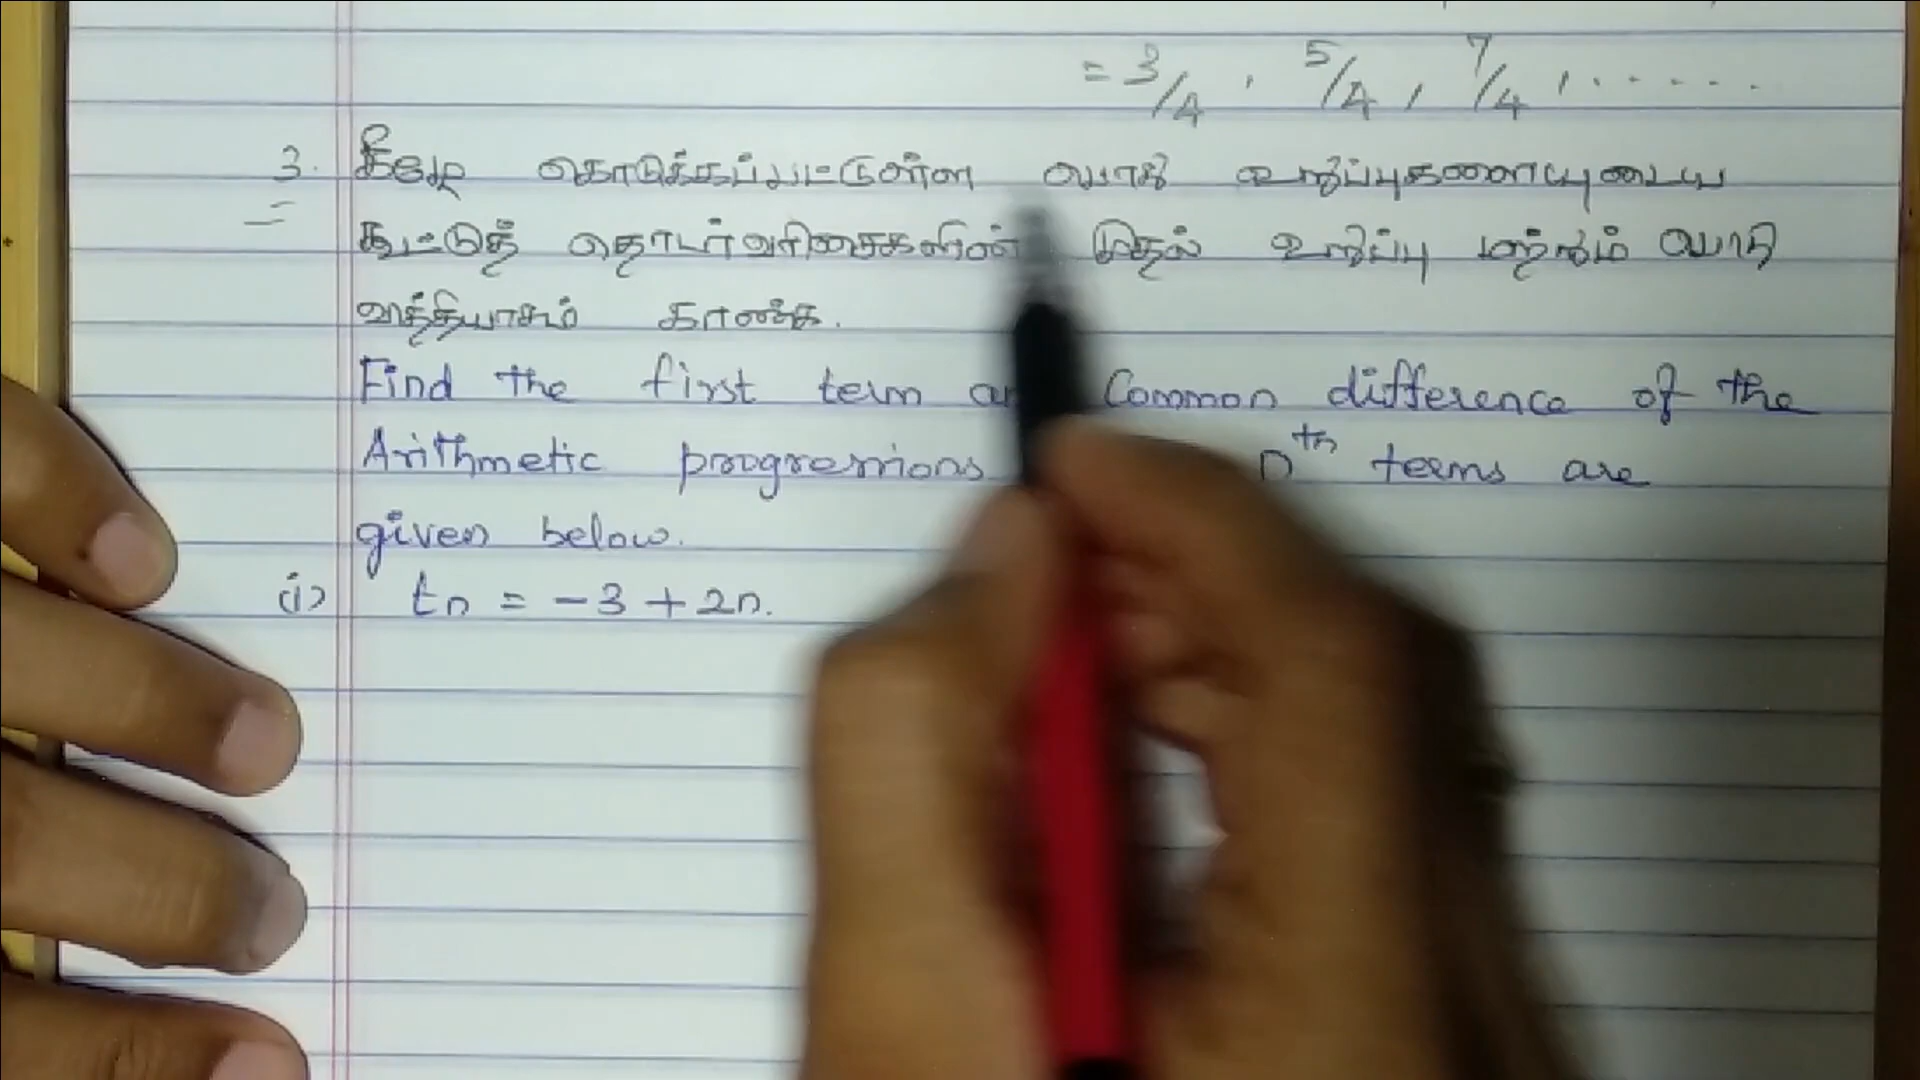 = 3/4 , 5/4 , 7/4 , . . . . . .
3. கீழே கொடுக்கப்பட்டுள்ள பொது உறுப்புகளையுடைய
கூட்டுத் தொடர்வரிசைகளின் முதல் உறுப்பு மற்றும் பொது
வித்தியாசம் காண்க.
Find the first term Common difference of the
Arithmetic progressions nth terms are
given below.
(i) tn = -3 + 2n.